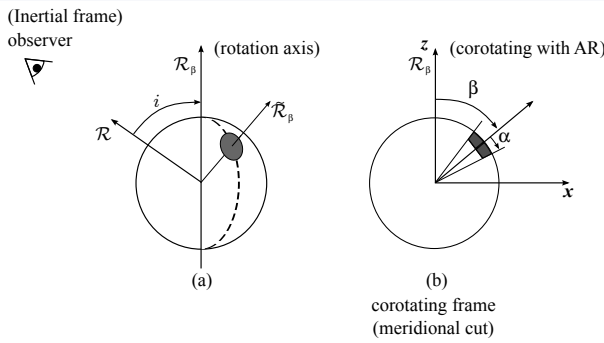 (Inertial frame)
observer
(rotation axis)
ℛ_β
i
ℛ
ℛ̃_β
(a)
z
(corotating with AR)
ℛ_β
β
α
x
(b)
corotating frame
(meridional cut)